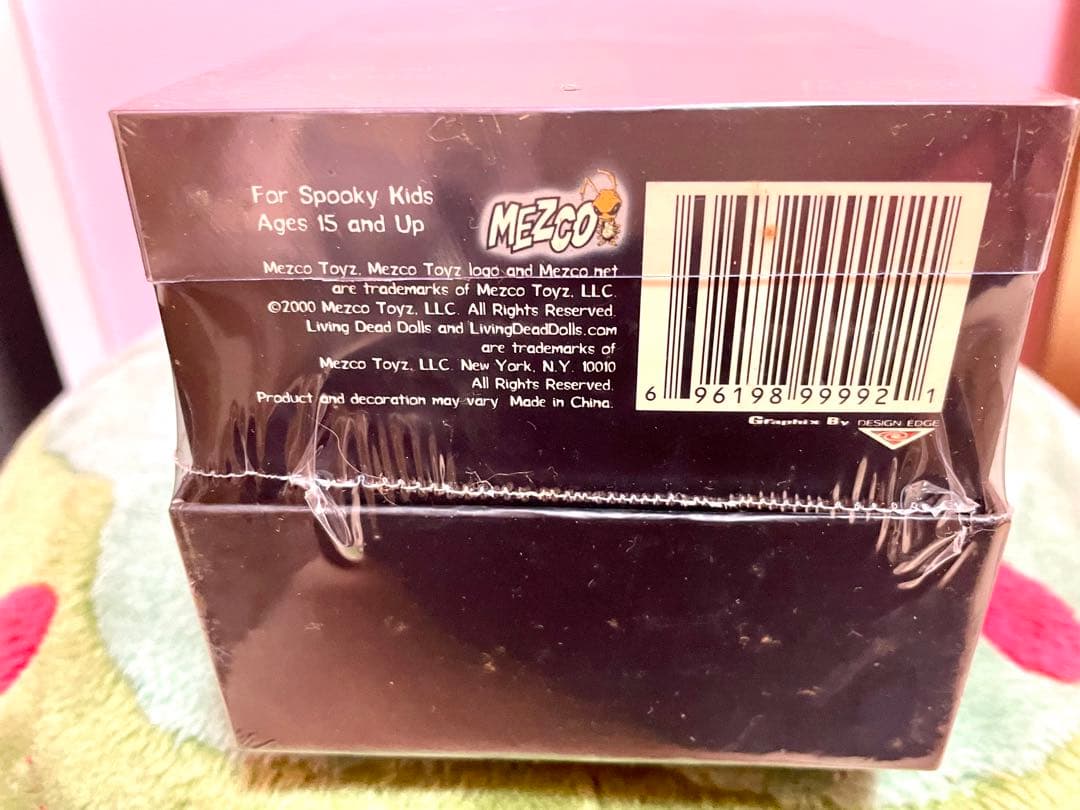 For Spooky Kids
Ages 15 and Up
MEZCO
Mezco Toyz, Mezco Toyz logo and Mezco.net
are trademarks of Mezco Toyz, LLC.
©2000 Mezco Toyz, LLC. All Rights Reserved.
Living Dead Dolls and LivingDeadDolls.com
are trademarks of
Mezco Toyz, LLC. New York, N.Y. 10010
All Rights Reserved.
Product and decoration may vary Made in China.
6 96198 99992 1
Graphix By DESIGN EDGE